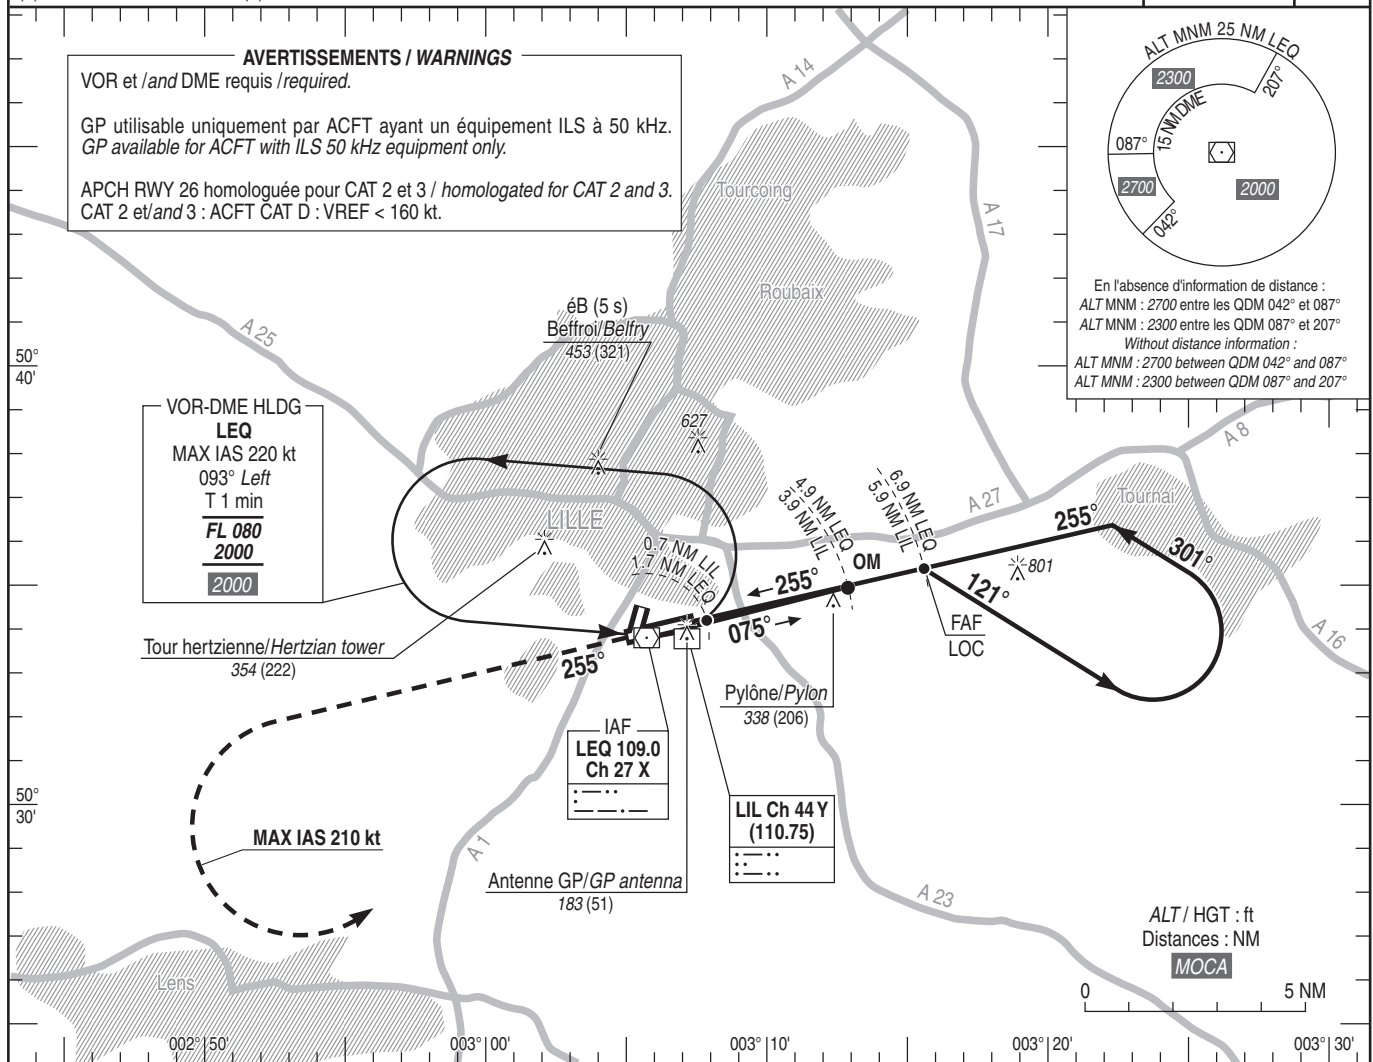 AVERTISSEMENTS / WARNINGS
VOR et /and DME requis /required.
GP utilisable uniquement par ACFT ayant un équipement ILS à 50 kHz.
GP available for ACFT with ILS 50 kHz equipment only.
APCH RWY 26 homologuée pour CAT 2 et 3 / homologated for CAT 2 and 3.
CAT 2 et/and 3 : ACFT CAT D : VREF < 160 kt.
ALT MNM 25 NM LEQ
2300
207°
15 NM DME
087°
2700
2000
042°
En l'absence d'information de distance :
ALT MNM : 2700 entre les QDM 042° et 087°
ALT MNM : 2300 entre les QDM 087° et 207°
Without distance information :
ALT MNM : 2700 between QDM 042° and 087°
ALT MNM : 2300 between QDM 087° and 207°
A 14
Tourcoing
A 17
Roubaix
A 25
éB (5 s)
Beffroi/Belfry
453 (321)
50°
40'
VOR-DME HLDG
LEQ
MAX IAS 220 kt
093° Left
T 1 min
FL 080
2000
2000
627
A 8
A 27
Tournai
LILLE
4.9 NM LEQ
3.9 NM LIL
6.9 NM LEQ
5.9 NM LIL
255°
0.7 NM LIL
1.7 NM LEQ
OM
301°
801
255°
121°
075°
FAF
LOC
A 16
Tour hertzienne/Hertzian tower
354 (222)
255°
Pylône/Pylon
338 (206)
IAF
LEQ 109.0
Ch 27 X
LIL Ch 44 Y
(110.75)
50°
30'
MAX IAS 210 kt
A 1
Antenne GP/GP antenna
183 (51)
A 23
ALT / HGT : ft
Distances : NM
MOCA
0 5 NM
Lens
002° 50'
003° 00'
003° 10'
003° 20'
003° 30'